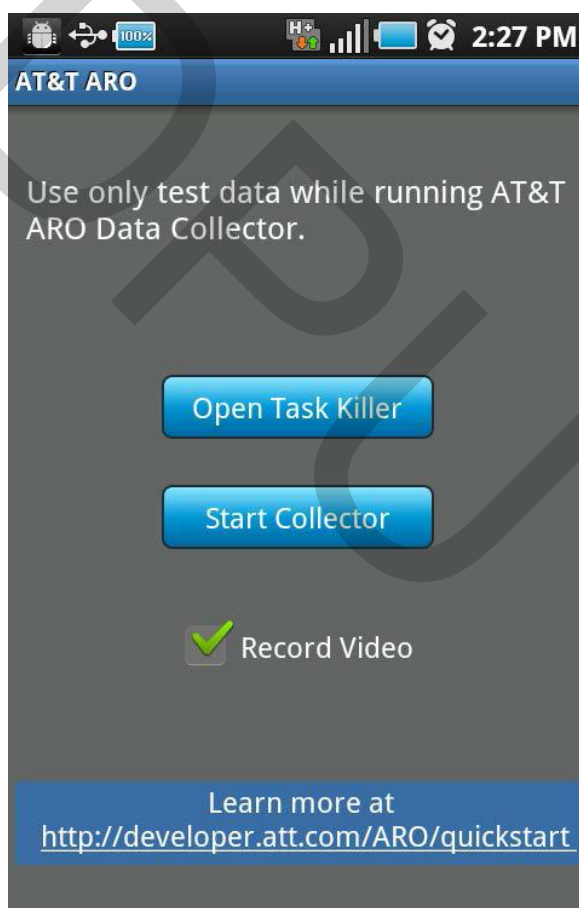 100%
H+
2:27 PM
AT&T ARO
Use only test data while running AT&T
ARO Data Collector.
Open Task Killer
Start Collector
Record Video
Learn more at
http://developer.att.com/ARO/quickstart